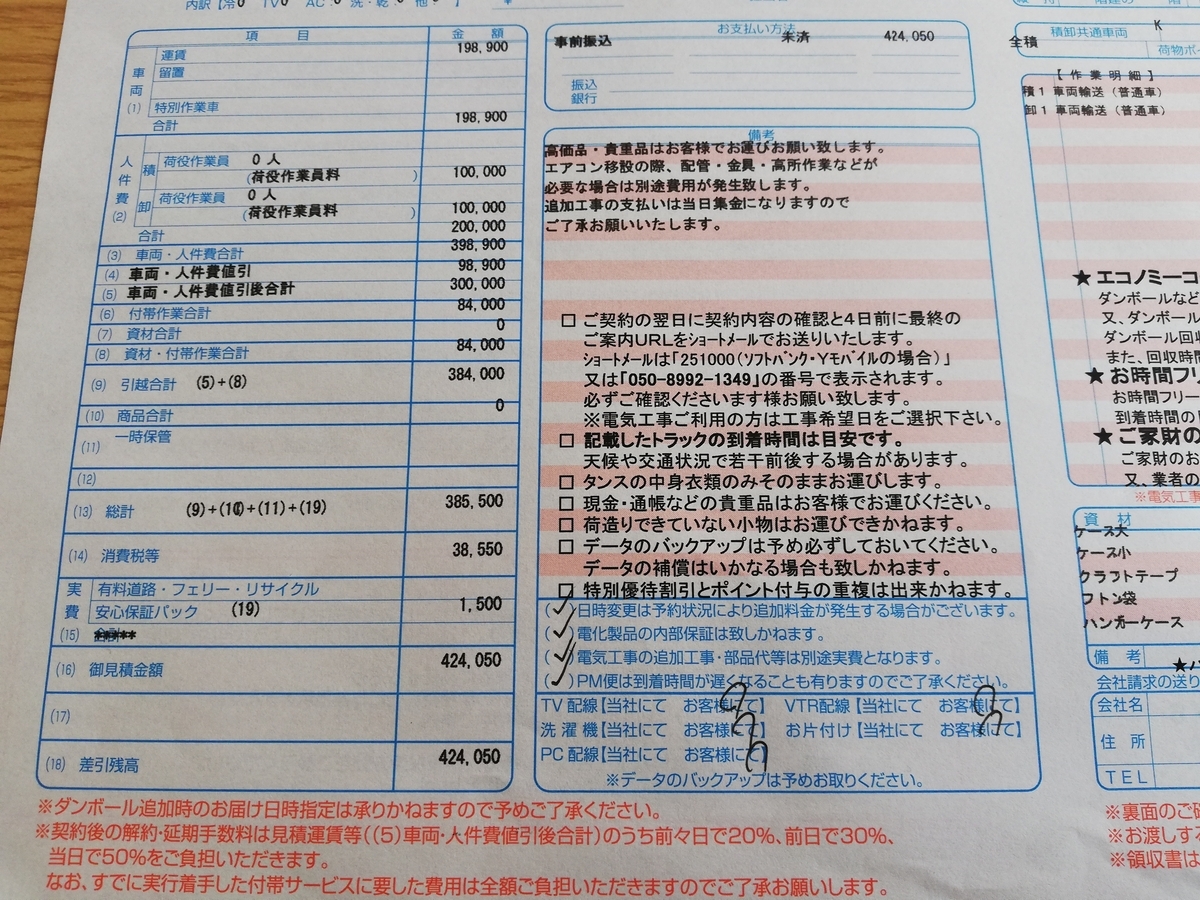 内訳【冷0 TV0 AC 0 洗・乾 0 他 0 】 ￥
項 目 金 額
運賃 198,900
車両(1)
留置
特別作業車
合計 198,900
人件費(2)
積 荷役作業員 0 人
(荷役作業員料 ) 100,000
卸 荷役作業員 0 人
(荷役作業員料 ) 100,000
合計 200,000
(3) 車両・人件費合計 398,900
(4) 車両・人件費値引 98,900
(5) 車両・人件費値引後合計 300,000
(6) 付帯作業合計 84,000
(7) 資材合計 0
(8) 資材・付帯作業合計 84,000
(9) 引越合計 (5)+(8) 384,000
(10) 商品合計 0
(11) 一時保管
(12)
(13) 総計 (9)+(10)+(11)+(19) 385,500
(14) 消費税等 38,550
実費(15)
有料道路・フェリー・リサイクル
安心保証パック (19) 1,500
合計*****
(16) 御見積金額 424,050
(17)
(18) 差引残高 424,050
お支払い方法
事前振込 未済 424,050
振込
銀行
備考
高価品・貴重品はお客様でお運びお願い致します。
エアコン移設の際、配管・金具・高所作業などが
必要な場合は別途費用が発生致します。
追加工事の支払いは当日集金になりますので
ご了承お願いいたします。
□ ご契約の翌日に契約内容の確認と4日前に最終の
ご案内URLをショートメールでお送りいたします。
ショートメールは「251000(ソフトバンク・Yモバイルの場合)」
又は「050-8992-1349」の番号で表示されます。
必ずご確認くださいます様お願い致します。
※電気工事ご利用の方は工事希望日をご選択下さい。
□ 記載したトラックの到着時間は目安です。
天候や交通状況で若干前後する場合があります。
□ タンスの中身衣類のみそのままお運びします。
□ 現金・通帳などの貴重品はお客様でお運びください。
□ 荷造りできていない小物はお運びできかねます。
□ データのバックアップは予め必ずしておいてください。
データの補償はいかなる場合も致しかねます。
□ 特別優待割引とポイント付与の重複は出来かねます。
(✓)日時変更は予約状況により追加料金が発生する場合がございます。
(✓)電化製品の内部保証は致しかねます。
(✓)電気工事の追加工事・部品代等は別途実費となります。
(✓)PM便は到着時間が遅くなることも有りますのでご了承ください。
TV配線【当社にて お客様にて】 VTR配線【当社にて お客様にて】
洗 濯 機【当社にて お客様にて】 お片付け【当社にて お客様にて】
PC配線【当社にて お客様にて】
※データのバックアップは予めお取りください。
全積 積卸共通車両 K
荷物ボ
【 作 業 明 細 】
積1 車両輸送(普通車)
卸1 車両輸送(普通車)
★ エコノミーコ
ダンボールなど
又、ダンボール
ダンボール回収
また、回収時間
★ お時間フリ
お時間フリー
到着時間の
★ ご家財の
ご家財のお
又、業者の
※電気工事
資 材
ケース大
ケース小
クラフトテープ
フトン袋
ハンガーケース
備 考
会社請求の送り
会社名
住 所
TEL
※ダンボール追加時のお届け日時指定は承りかねますので予めご了承ください。
※契約後の解約・延期手数料は見積運賃等((5)車両・人件費値引後合計)のうち前々日で20%、前日で30%、
当日で50%をご負担いただきます。
なお、すでに実行着手した付帯サービスに要した費用は全額ご負担いただきますのでご了承お願いします。
※裏面のご確
※お渡しする
※領収書は